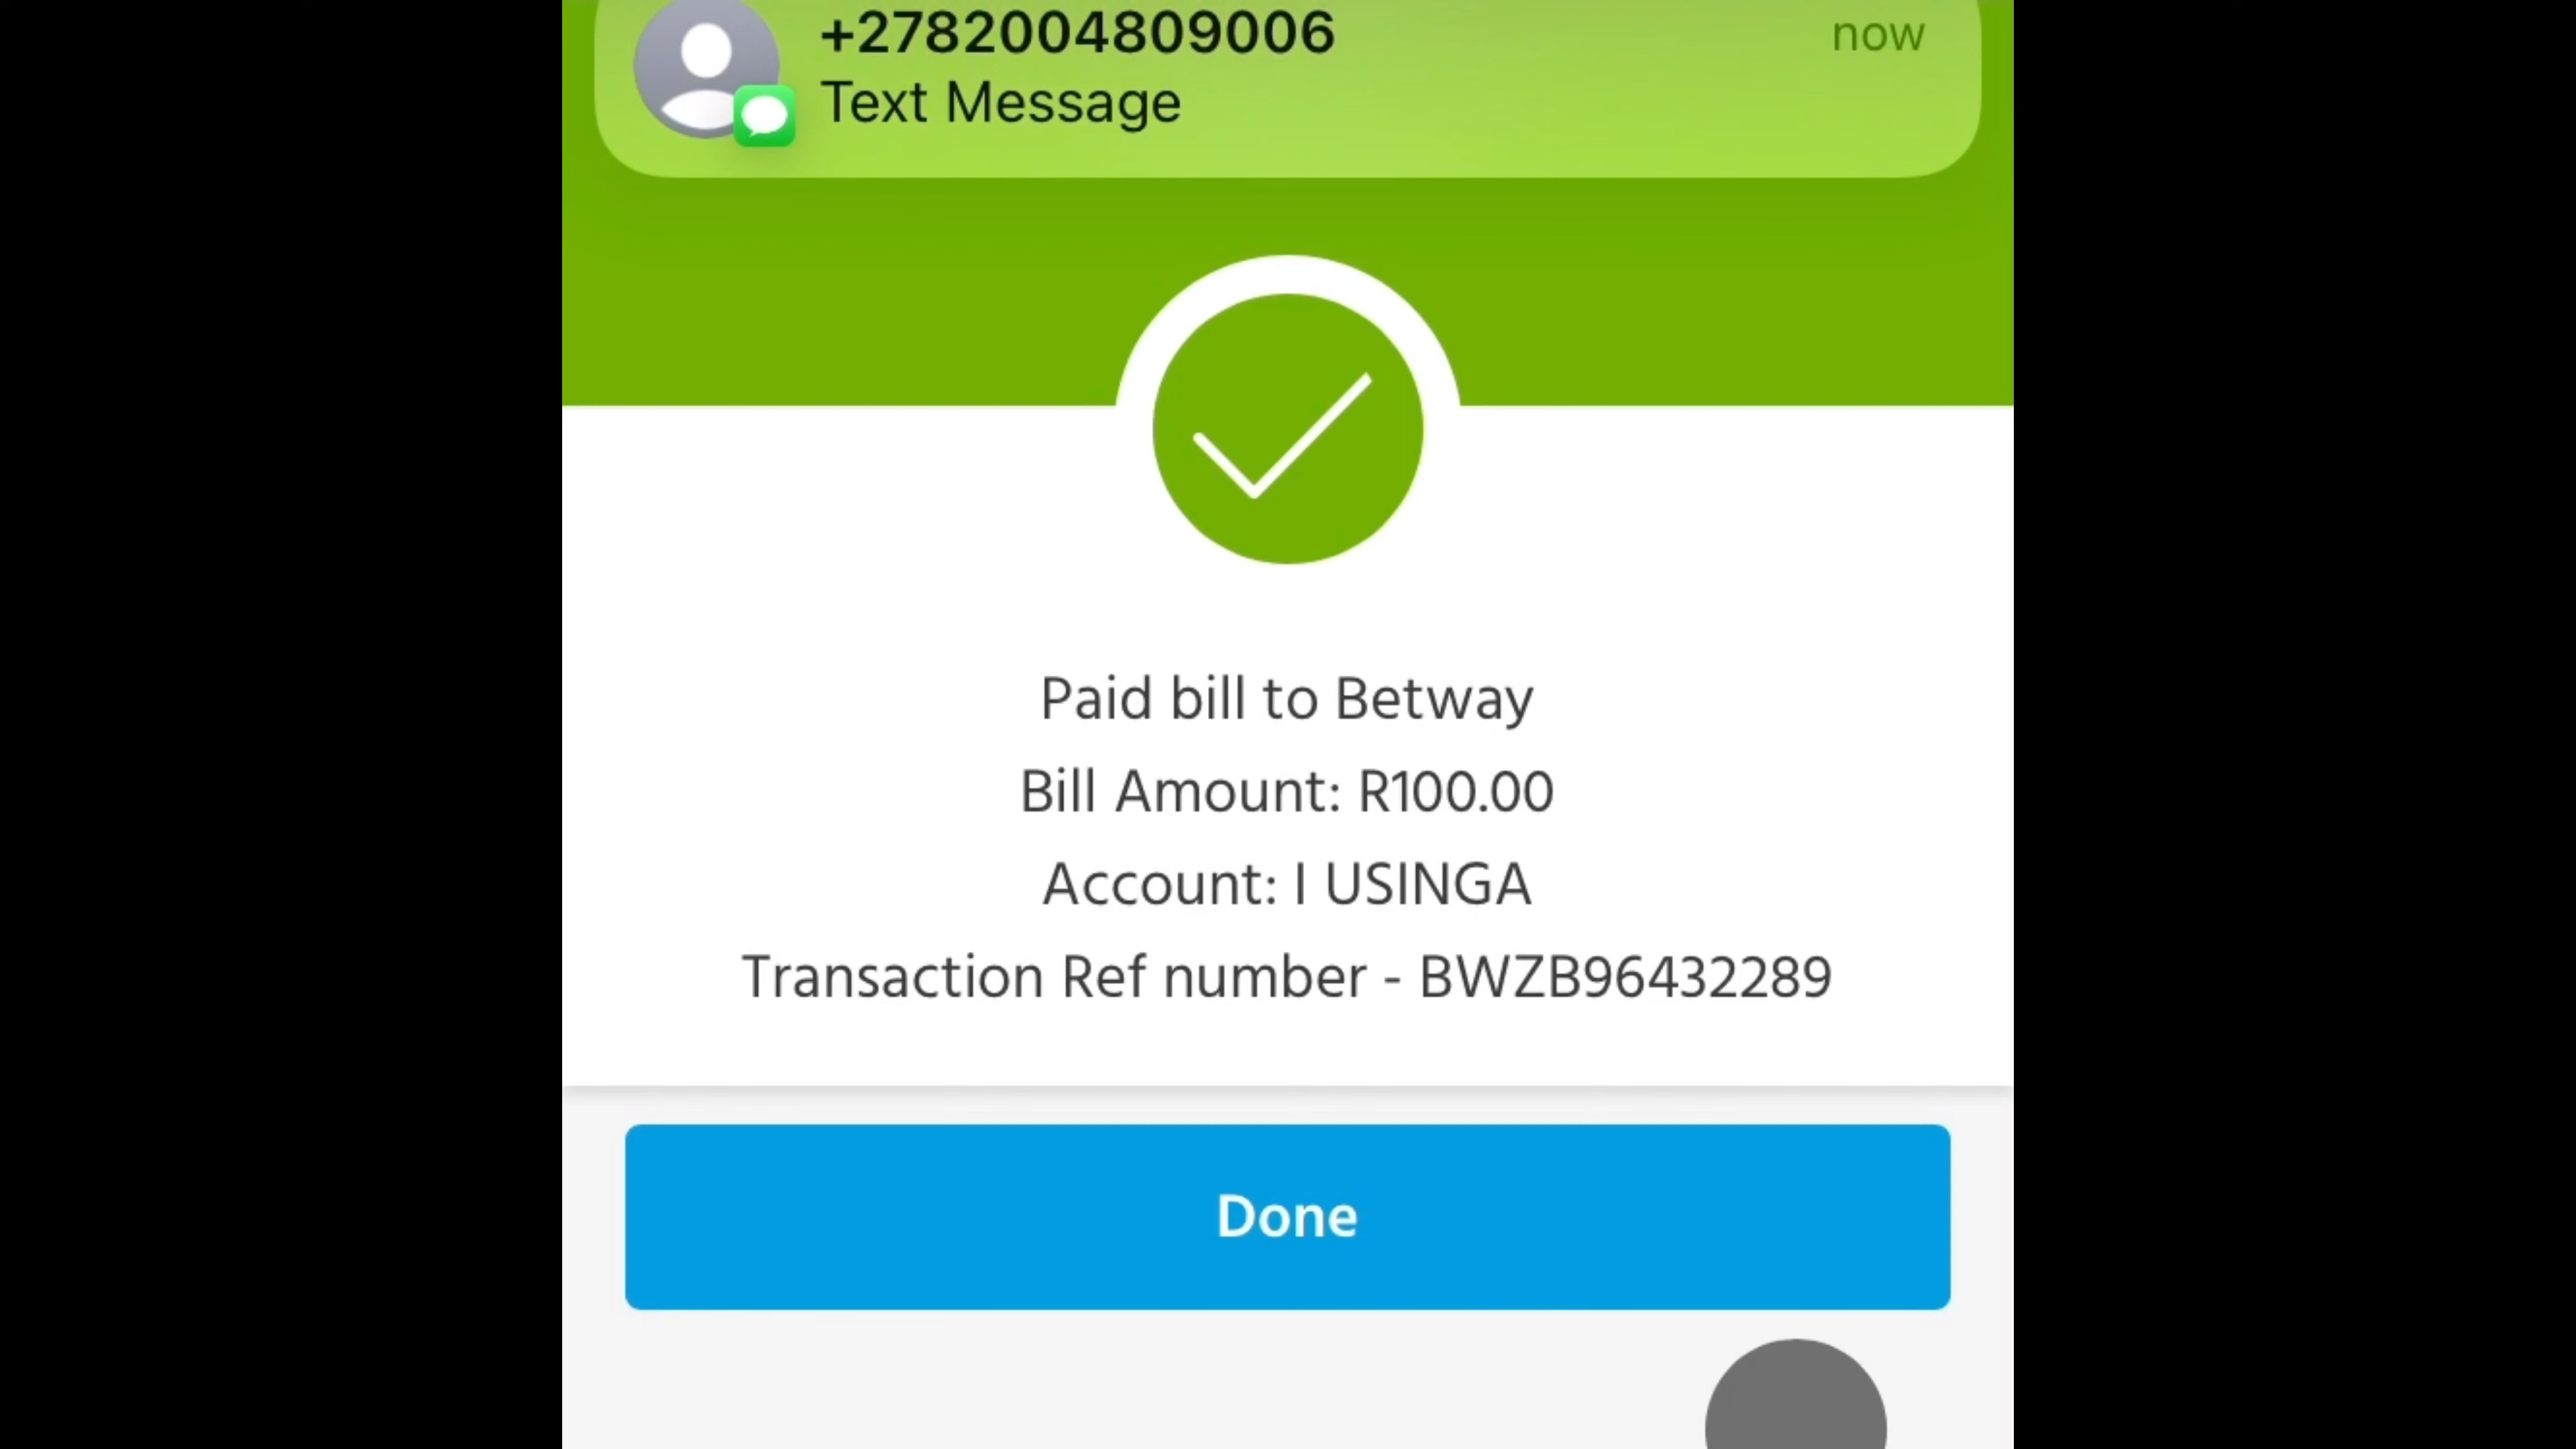 +2782004809006
now
Text Message
Paid bill to Betway
Bill Amount: R100.00
Account: I USINGA
Transaction Ref number - BWZB96432289
Done